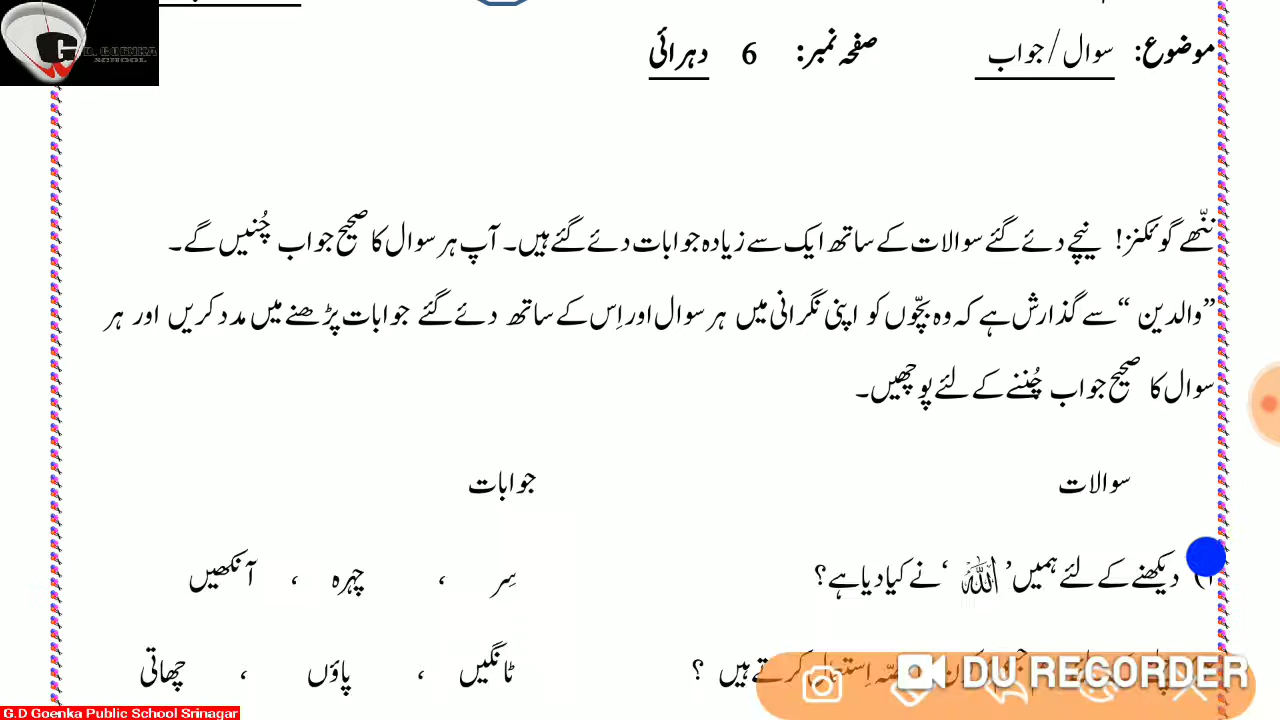 G.D. GOENKA
SCHOOL
موضوع: سوال/جواب صفحہ نمبر: 6 دہرائی
ننّھے گوئنکنز! نیچے دئے گئے سوالات کے ساتھ ایک سے زیادہ جوابات دئے گئے ہیں۔ آپ ہر سوال کا صحیح جواب چُنیں گے۔
”والدین“ سے گذارش ہے کہ وہ بچّوں کو اپنی نگرانی میں ہر سوال اور اِس کے ساتھ دئے گئے جوابات پڑھنے میں مدد کریں اور ہر
سوال کا صحیح جواب چُننے کے لئے پوچھیں۔
سوالات جوابات
۱) دیکھنے کے لئے ہمیں ’اللہ‘ نے کیا دیا ہے؟ سِر ، چہرہ ، آنکھیں
کرتے ہیں ؟ ٹانگیں ، پاؤں ، چھاتی
DU RECORDER
G.D Goenka Public School Srinagar